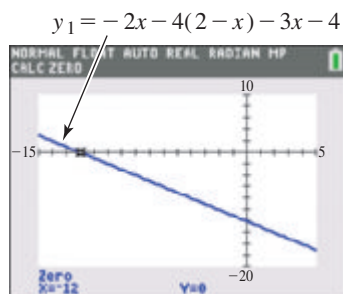 y₁ = − 2x − 4(2 − x) − 3x − 4
NORMAL FLOAT AUTO REAL RADIAN MP
CALC ZERO
10
−15
5
−20
Zero
X=-12 Y=0